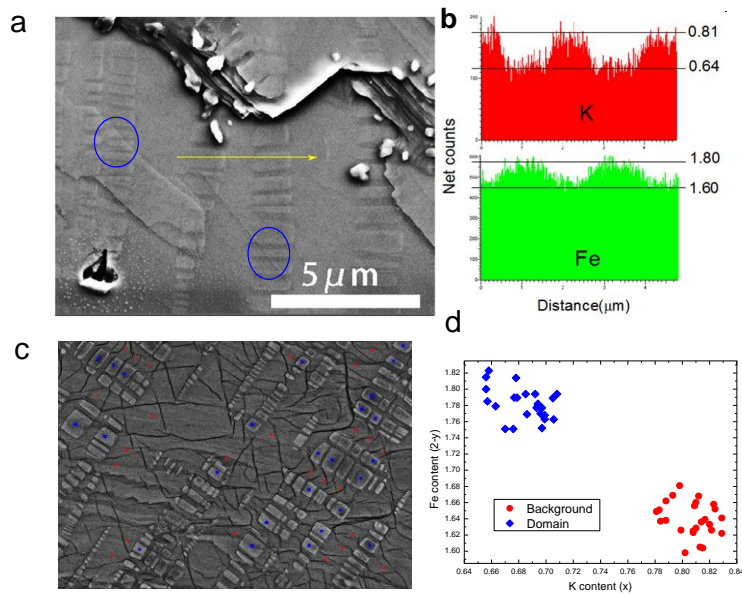 a
5μm
b
Net counts
K
0.81
0.64
Fe
1.80
1.60
Distance(μm)
c
d
Fe content (2-y)
1.82
1.80
1.78
1.76
1.74
1.72
1.70
1.68
1.66
1.64
1.62
1.60
Background
Domain
0.64 0.66 0.68 0.70 0.72 0.74 0.76 0.78 0.80 0.82 0.84
K content (x)